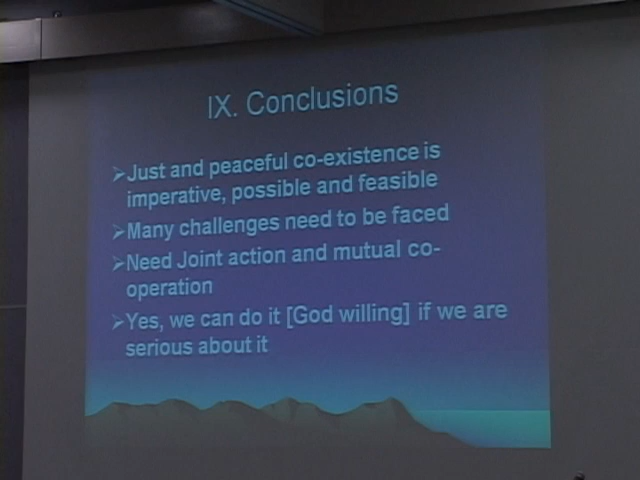 IX. Conclusions
➢Just and peaceful co-existence is
imperative, possible and feasible
➢Many challenges need to be faced
➢Need Joint action and mutual co-
operation
➢Yes, we can do it [God willing] if we are
serious about it